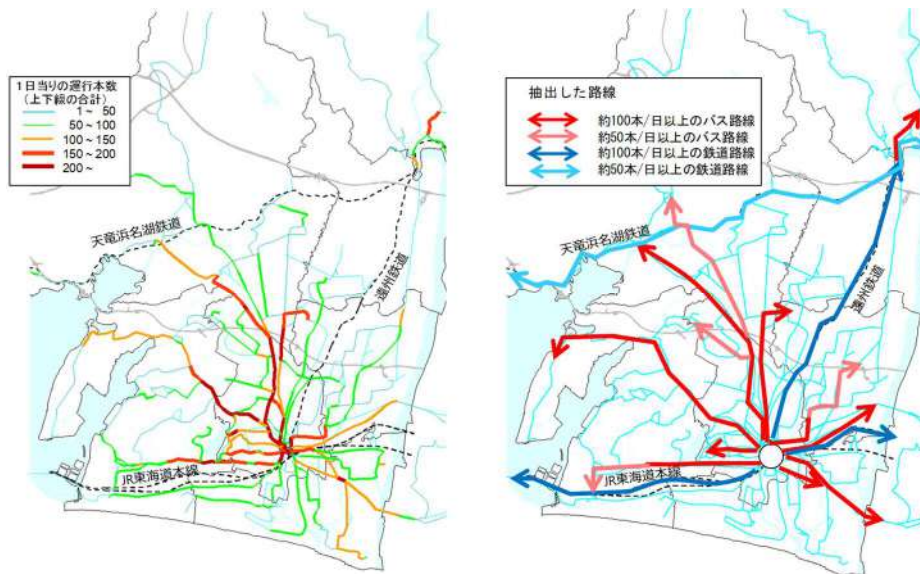 1日当りの運行本数
(上下線の合計)
1~ 50
50~100
100~150
150~200
200~
天竜浜名湖鉄道
遠州鉄道
JR東海道本線
抽出した路線
約100本/日以上のバス路線
約50本/日以上のバス路線
約100本/日以上の鉄道路線
約50本/日以上の鉄道路線
天竜浜名湖鉄道
遠州鉄道
JR東海道本線